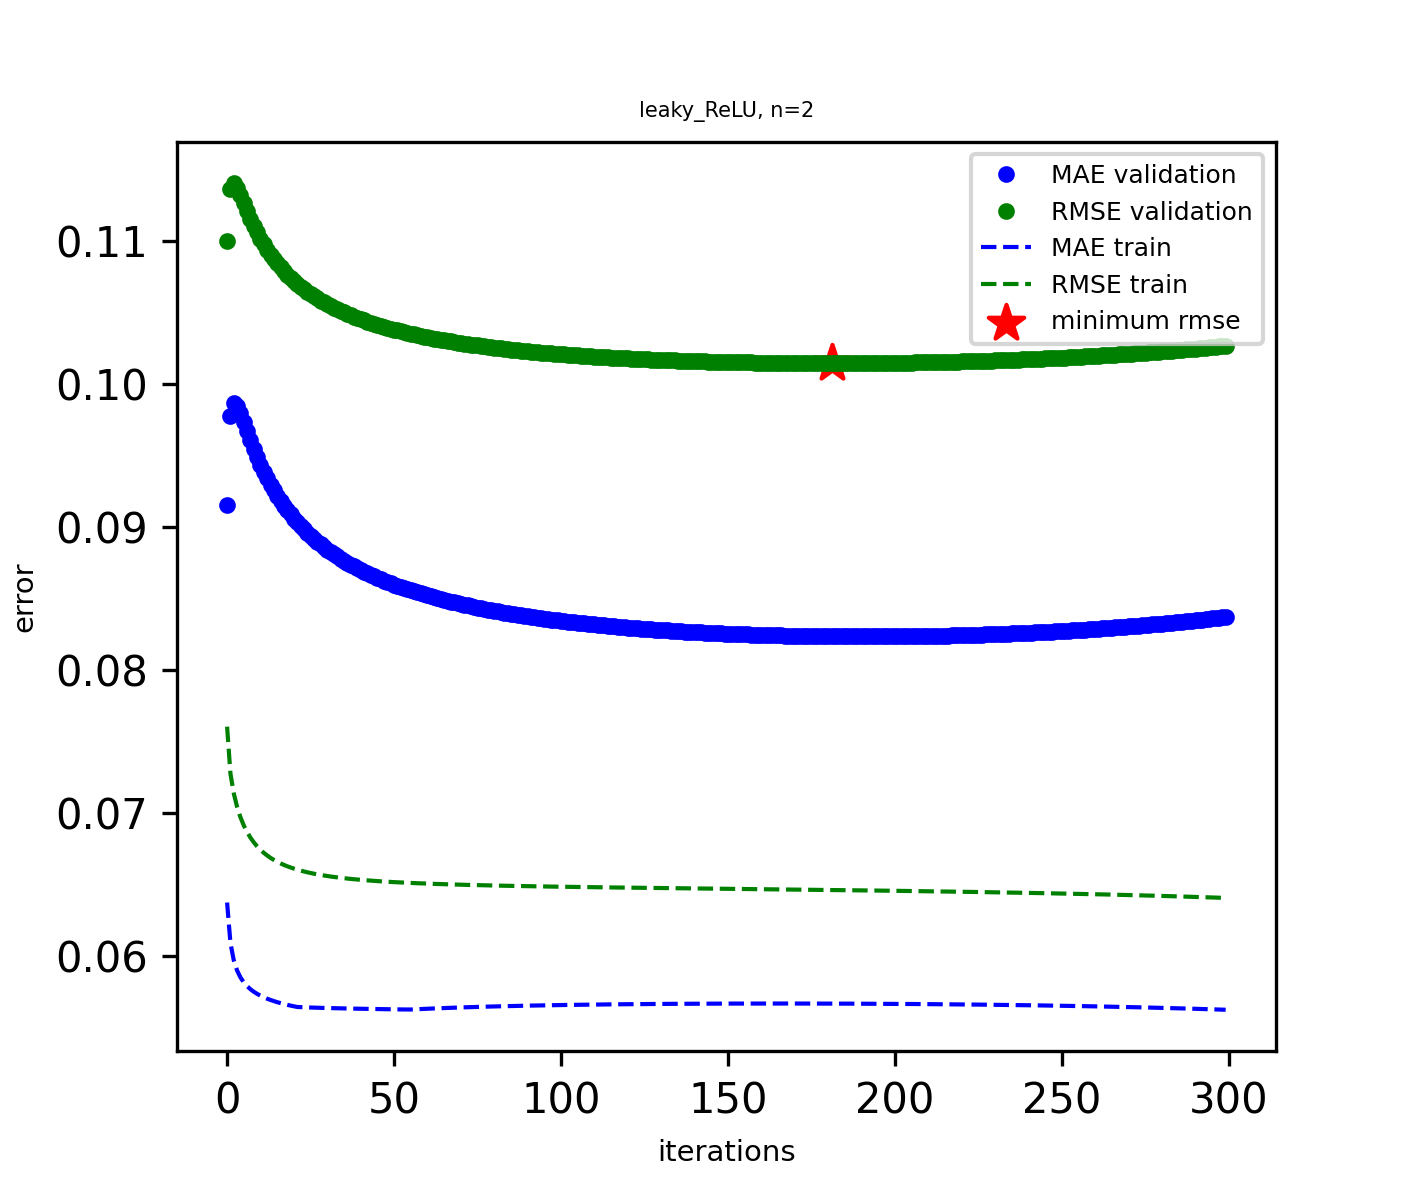 leaky_ReLU, n=2
MAE validation
RMSE validation
MAE train
RMSE train
minimum rmse
error
0.11
0.10
0.09
0.08
0.07
0.06
0 50 100 150 200 250 300
iterations